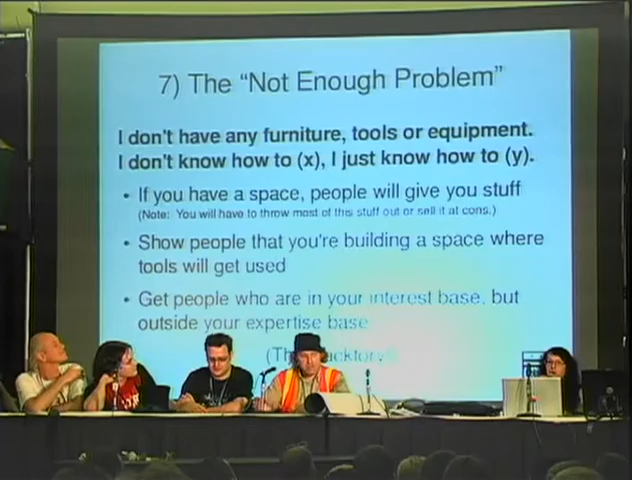 7) The “Not Enough Problem”
I don't have any furniture, tools or equipment.
I don't know how to (x), I just know how to (y).
• If you have a space, people will give you stuff
(Note: You will have to throw most of this stuff out or sell it at cons.)
• Show people that you're building a space where
tools will get used
• Get people who are in your interest base, but
outside your expertise base